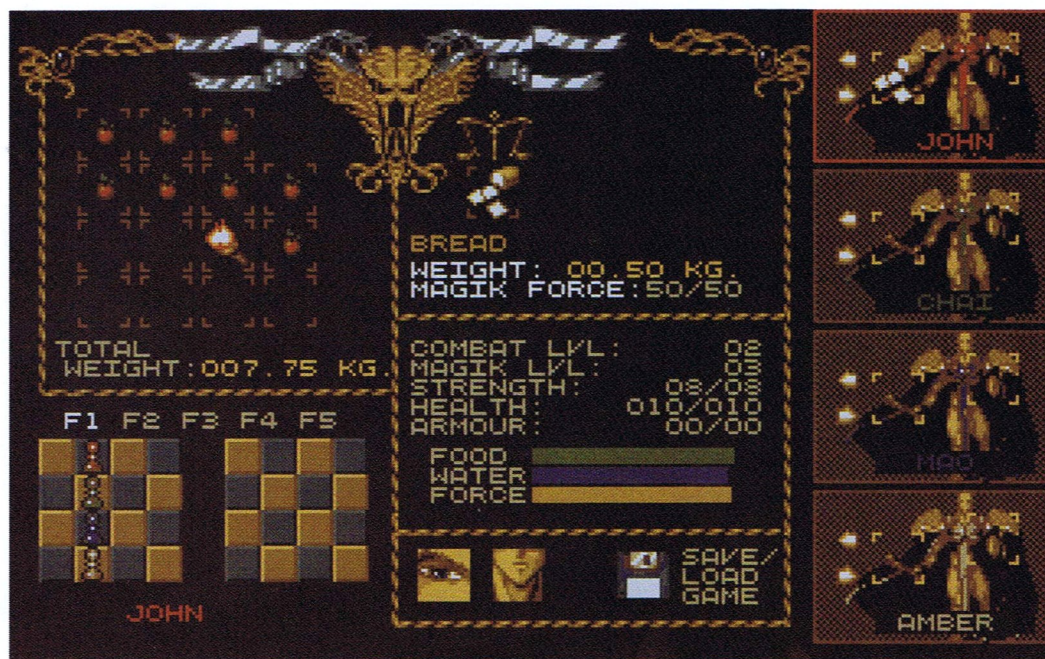 BREAD
WEIGHT: 00.50 KG.
MAGIK FORCE:50/50
TOTAL
WEIGHT:007.75 KG.
COMBAT LVL: 02
MAGIK LVL: 03
STRENGTH: 08/08
HEALTH: 010/010
ARMOUR: 00/00
FOOD
WATER
FORCE
F1 F2 F3 F4 F5
JOHN
SAVE/
LOAD
GAME
JOHN
CHAI
MAO
AMBER